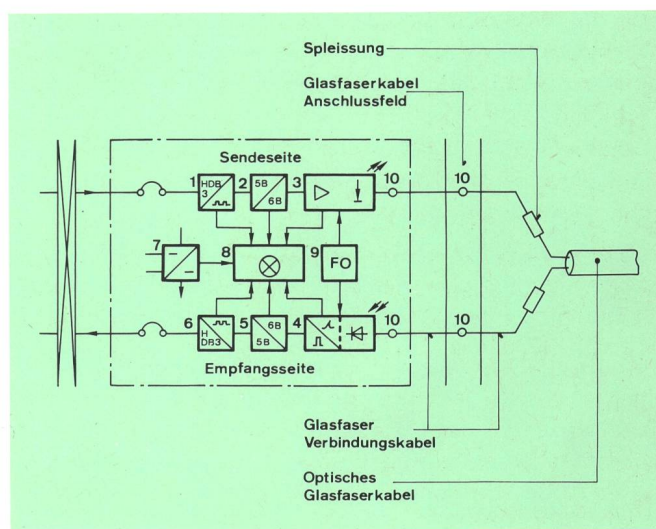 Spleissung
Glasfaserkabel
Anschlussfeld
Sendeseite
1
HDB
3
2
5B
6B
3
10
10
7
8
9
FO
6
H
DB3
5
6B
5B
4
10
10
Empfangsseite
Glasfaser
Verbindungskabel
Optisches
Glasfaserkabel